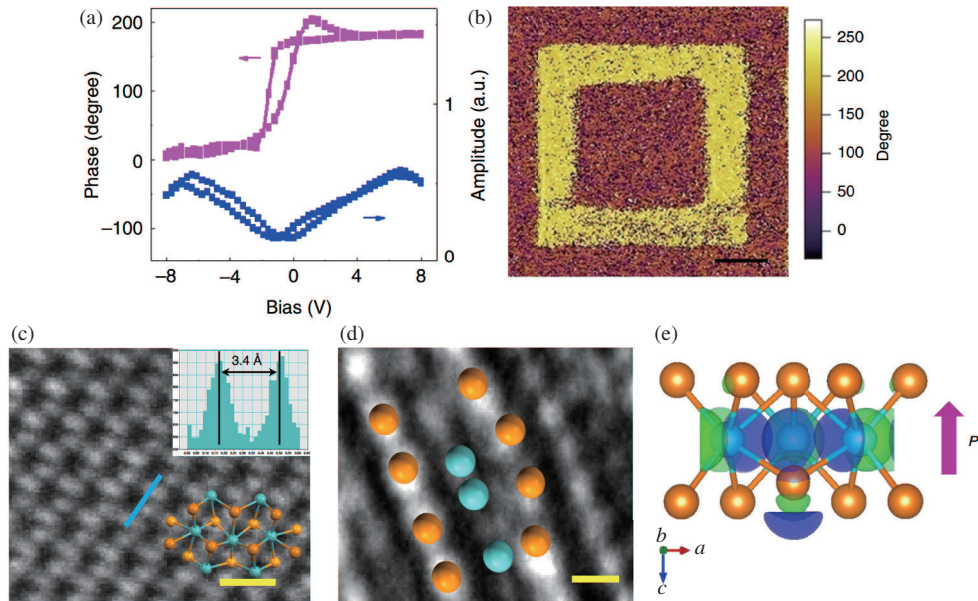 (a)
200
100
0
−100
Phase (degree)
−8
−4
0
4
8
Bias (V)
1
0
Amplitude (a.u.)
(b)
250
200
150
100
50
0
Degree
(c)
3.4 Å
(d)
(e)
P
b
a
c